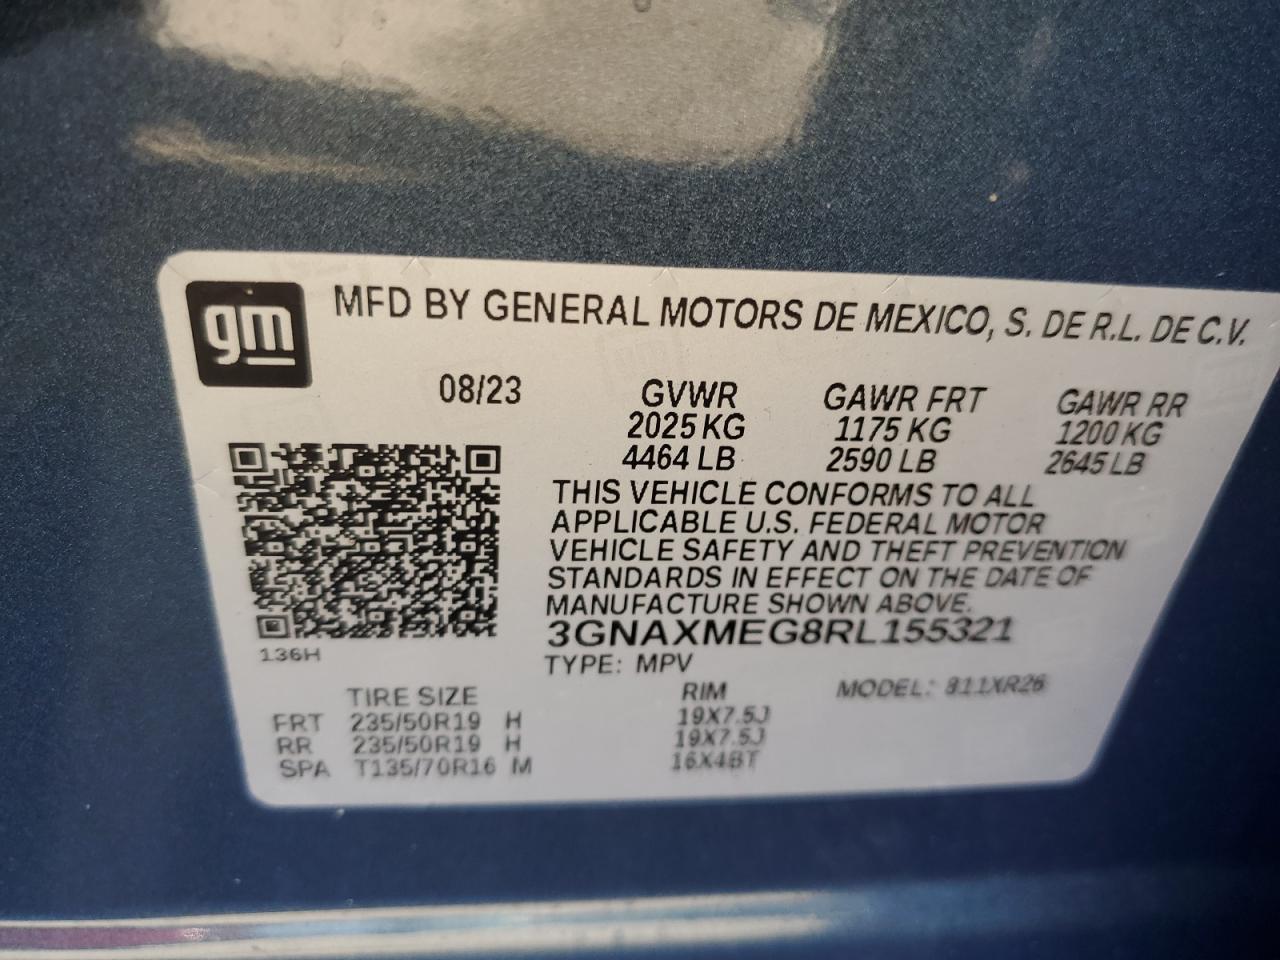 gm
MFD BY GENERAL MOTORS DE MEXICO, S. DE R.L. DE C.V.
08/23 GVWR GAWR FRT GAWR RR
2025 KG 1175 KG 1200 KG
4464 LB 2590 LB 2645 LB
THIS VEHICLE CONFORMS TO ALL
APPLICABLE U.S. FEDERAL MOTOR
VEHICLE SAFETY AND THEFT PREVENTION
STANDARDS IN EFFECT ON THE DATE OF
MANUFACTURE SHOWN ABOVE.
3GNAXMEG8RL155321
136H
TYPE: MPV MODEL: 811XR26
TIRE SIZE RIM
FRT 235/50R19 H 19X7.5J
RR 235/50R19 H 19X7.5J
SPA T135/70R16 M 16X4BT